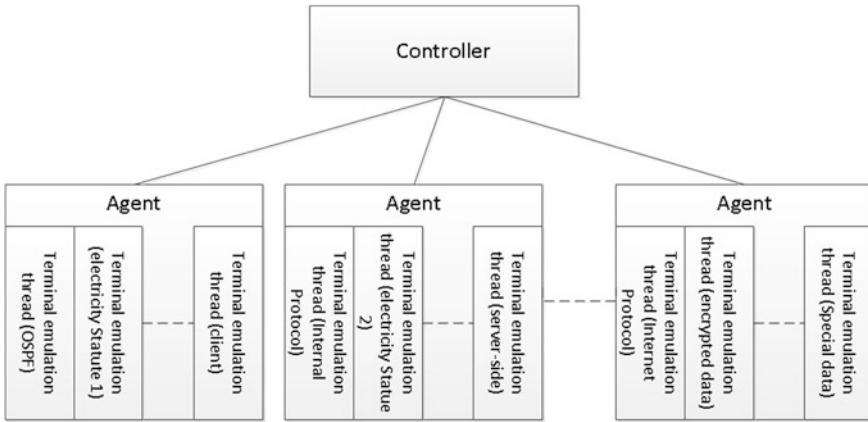 Controller
Agent
Terminal emulation
thread (OSPF)
Terminal emulation
(electricity Statute 1)
Terminal emulation
thread (client)
Agent
Terminal emulation
thread (Internal
Protocol)
Terminal emulation
thread (electricity Statue
2)
Terminal emulation
thread (server-side)
Agent
Terminal emulation
thread (Internet
Protocol)
Terminal emulation
thread (encrypted data)
Terminal emulation
thread (Special data)